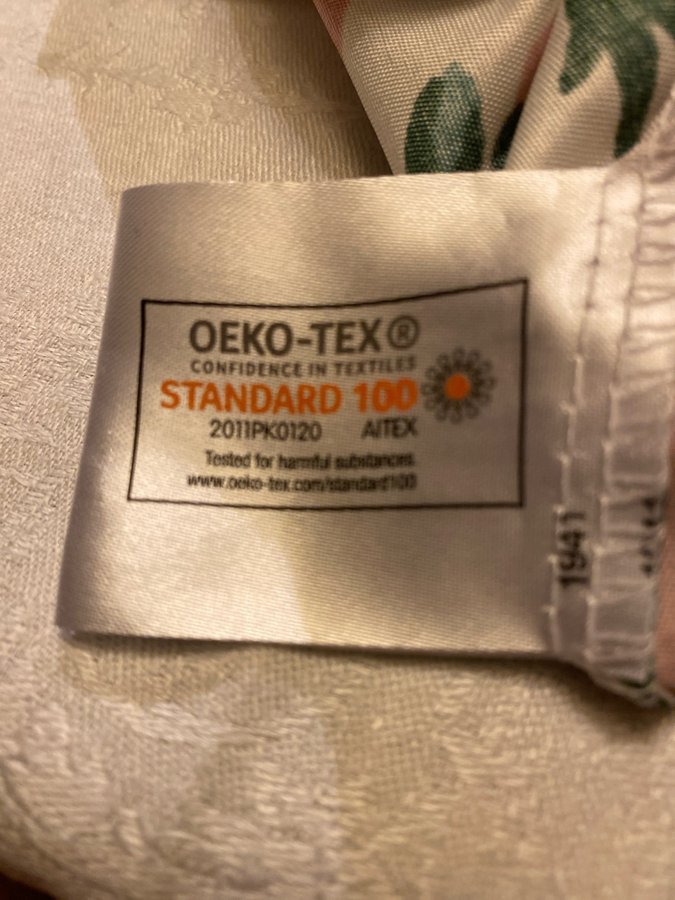 OEKO-TEX®
CONFIDENCE IN TEXTILES
STANDARD 100
2011PK0120 AITEX
Tested for harmful substances
www.oeko-tex.com/standard100
1941